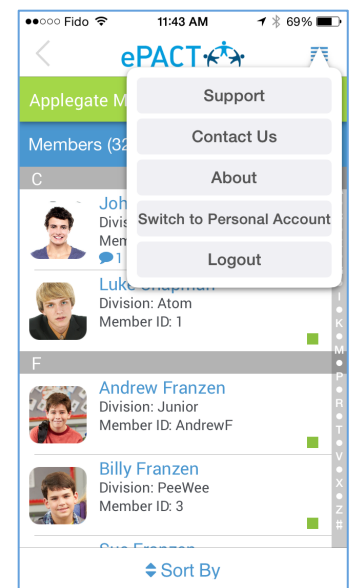 Fido 11:43 AM 69%
ePACT
Applegate M
Members (32
Support
Contact Us
About
Switch to Personal Account
Logout
C
Joh
Divis
Mem
1
Luke Chapman
Division: Atom
Member ID: 1
F
Andrew Franzen
Division: Junior
Member ID: AndrewF
Billy Franzen
Division: PeeWee
Member ID: 3
Sue Franzen
I
K
M
P
R
T
V
X
Z
#
Sort By